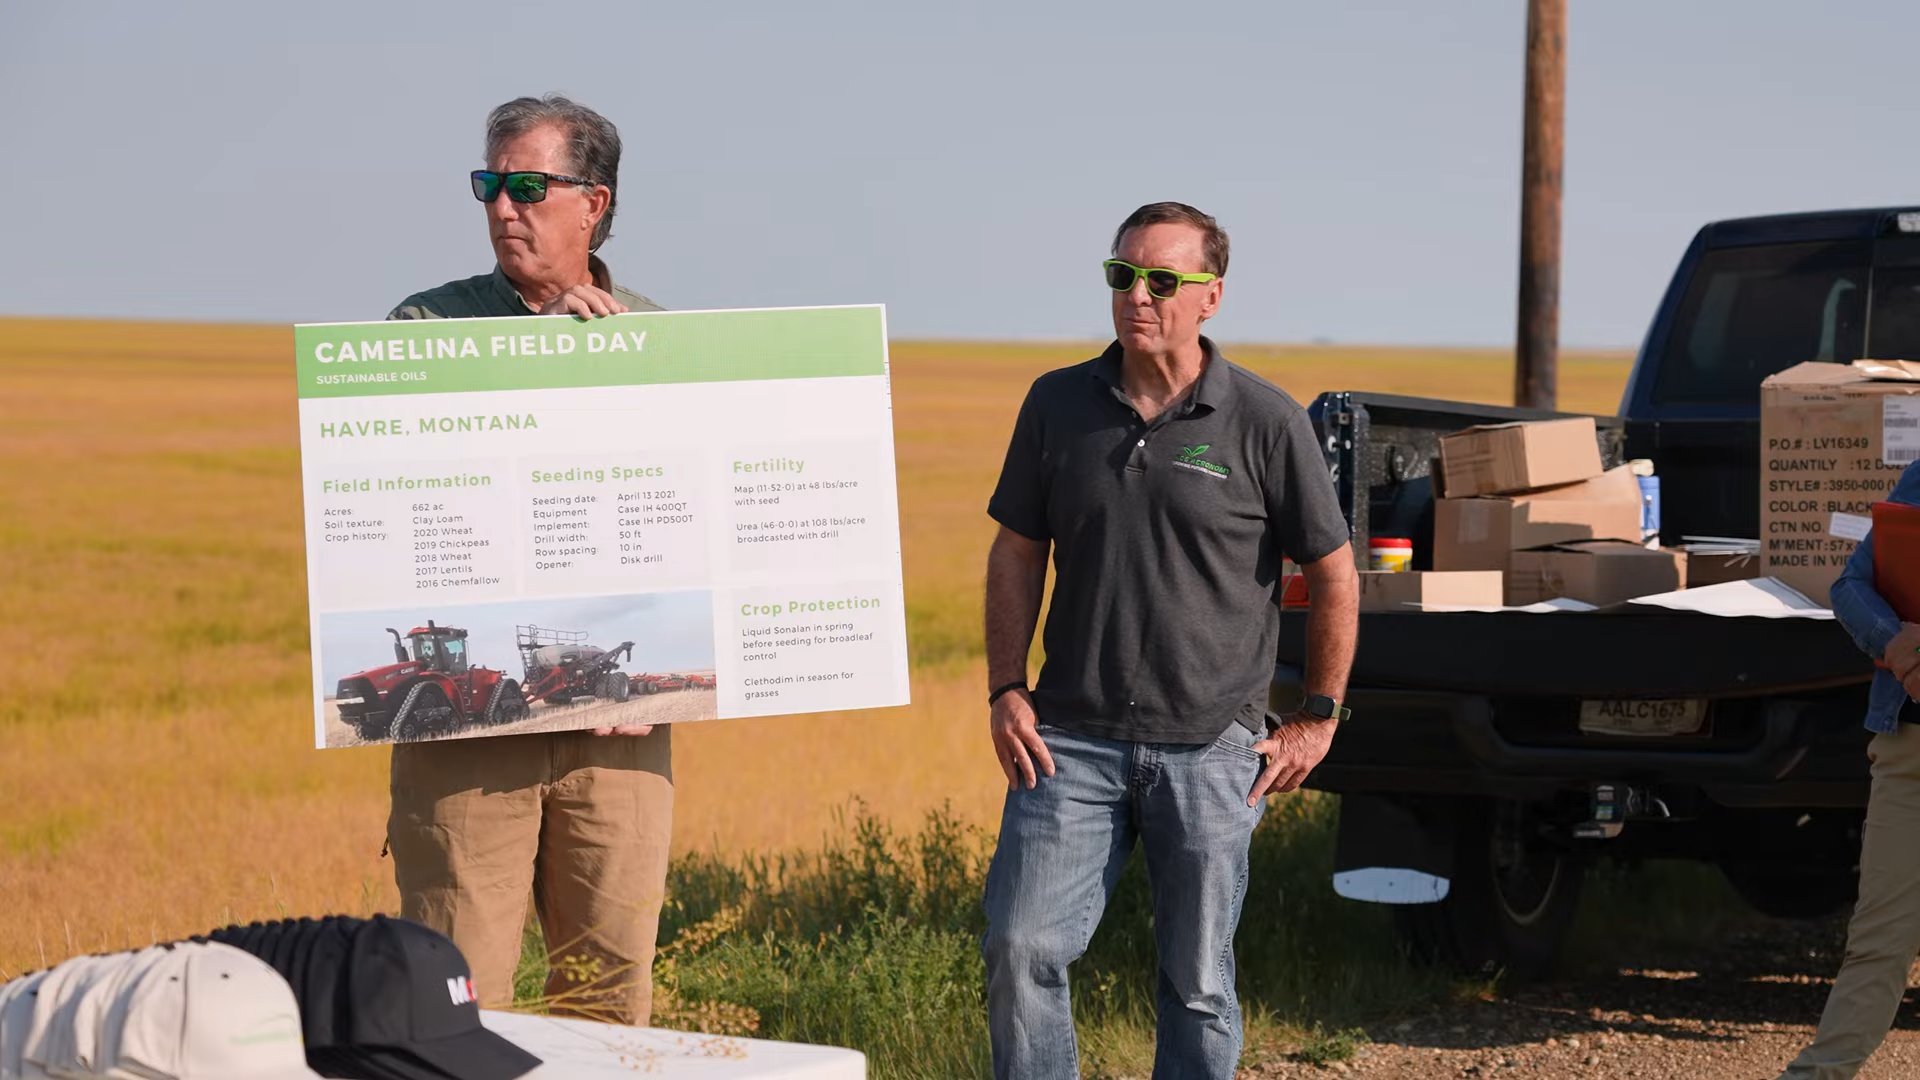 CAMELINA FIELD DAY
SUSTAINABLE OILS
HAVRE, MONTANA
Field Information
Acres: 662 ac
Soil texture: Clay Loam
Crop history: 2020 Wheat
2019 Chickpeas
2018 Wheat
2017 Lentils
2016 Chemfallow
Seeding Specs
Seeding date: April 13 2021
Equipment Case IH 400QT
Implement: Case IH PD500T
Drill width: 50 ft
Row spacing: 10 in
Opener: Disk drill
Fertility
Map (11-52-0) at 48 lbs/acre
with seed
Urea (46-0-0) at 108 lbs/acre
broadcasted with drill
Crop Protection
Liquid Sonalan in spring
before seeding for broadleaf
control
Clethodim in season for
grasses
AGRONOMY
P.O.# : LV16349
QUANTILY : 12
STYLE# : 3950-000
COLOR : BLACK
CTN NO.
M'MENT: 57
MADE IN
AALC1675